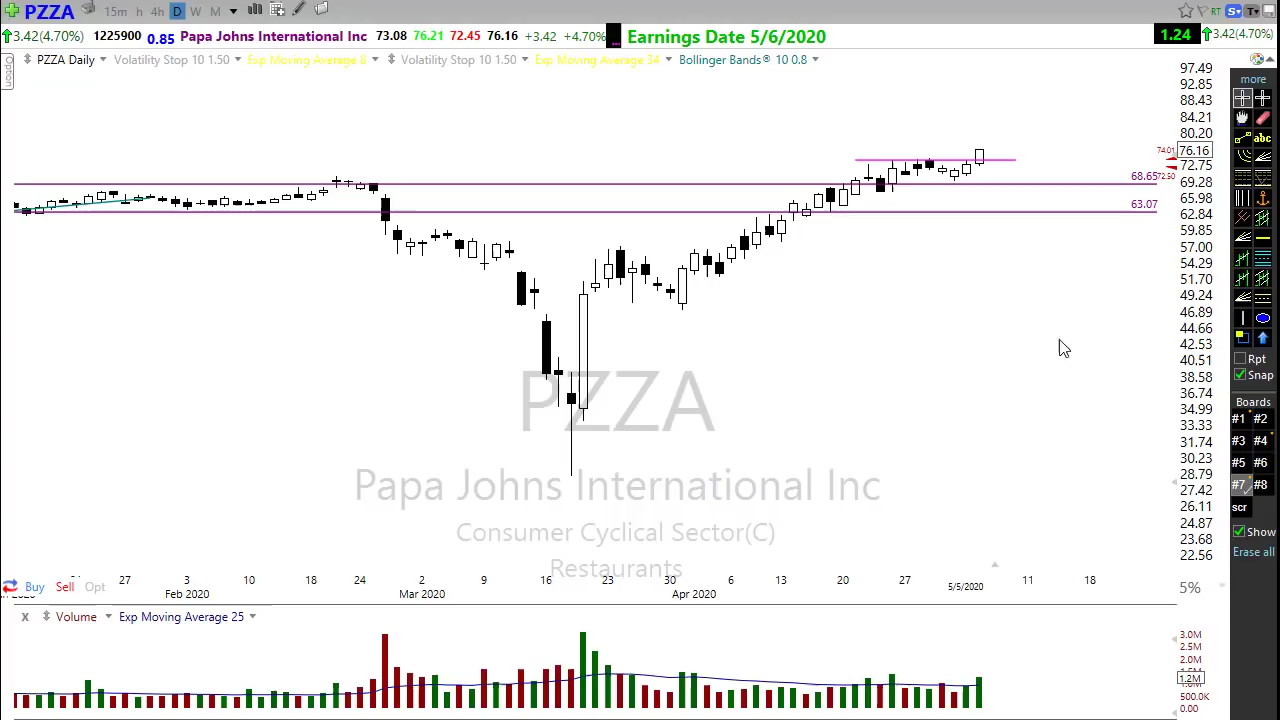 PZZA 15m h 4h D W M RT S T
3.42(4.70%) 1225900 0.85 Papa Johns International Inc 73.08 76.21 72.45 76.16 +3.42 +4.70% Earnings Date 5/6/2020 1.24 3.42(4.70%)
Option
PZZA Daily Volatility Stop 10 1.50 Exp Moving Average 8 Volatility Stop 10 1.50 Exp Moving Average 34 Bollinger Bands® 10 0.8
97.49
92.85
88.43
84.21
80.20
74.01
76.16
72.75
68.65
72.50
69.28
65.98
63.07
62.84
59.85
57.00
54.29
51.70
49.24
46.89
44.66
42.53
40.51
38.58
36.74
34.99
33.33
31.74
30.23
28.79
27.42
26.11
24.87
23.68
22.56
5%
PZZA
Papa Johns International Inc
Consumer Cyclical Sector(C)
Restaurants
Buy Sell Opt
27 3 10 18 24 2 9 16 23 30 6 13 20 27 5/5/2020 11 18
Feb 2020 Mar 2020 Apr 2020
x Volume Exp Moving Average 25
3.0M
2.5M
2.0M
1.2M
500.0K
0.00
more
abc
Rpt
Snap
Boards
#1 #2
#3 #4
#5 #6
#7 #8
scr
Show
Erase all